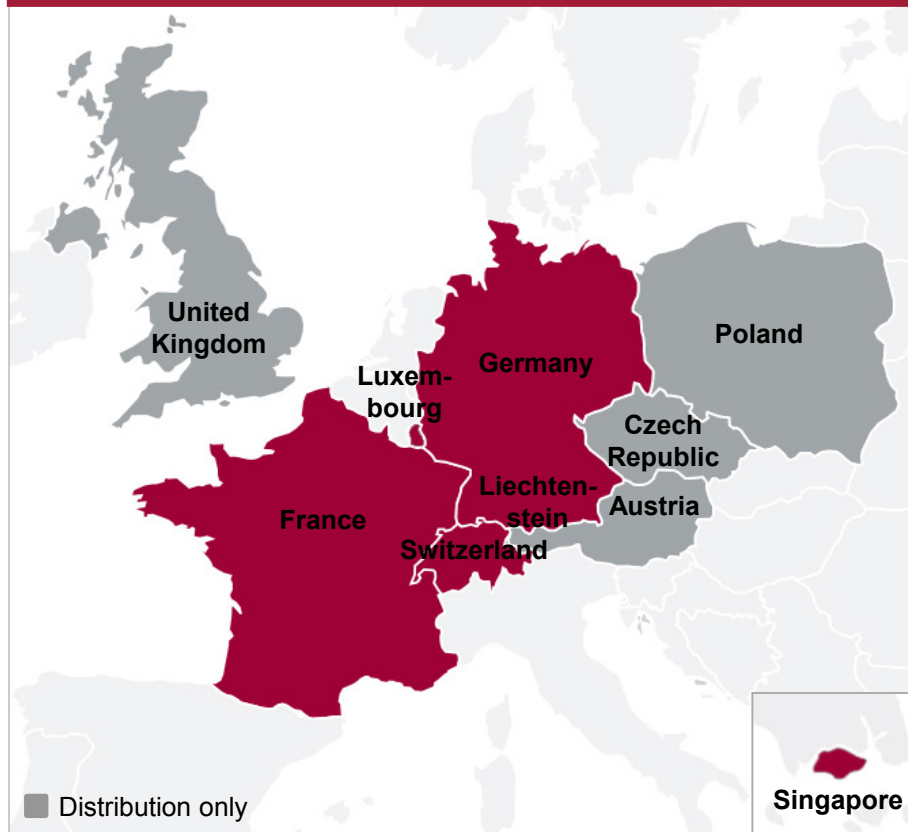 United
Kingdom
Poland
Germany
Luxem-
bourg
Czech
Republic
Liechten-
stein
Austria
France
Switzerland
Singapore
Distribution only